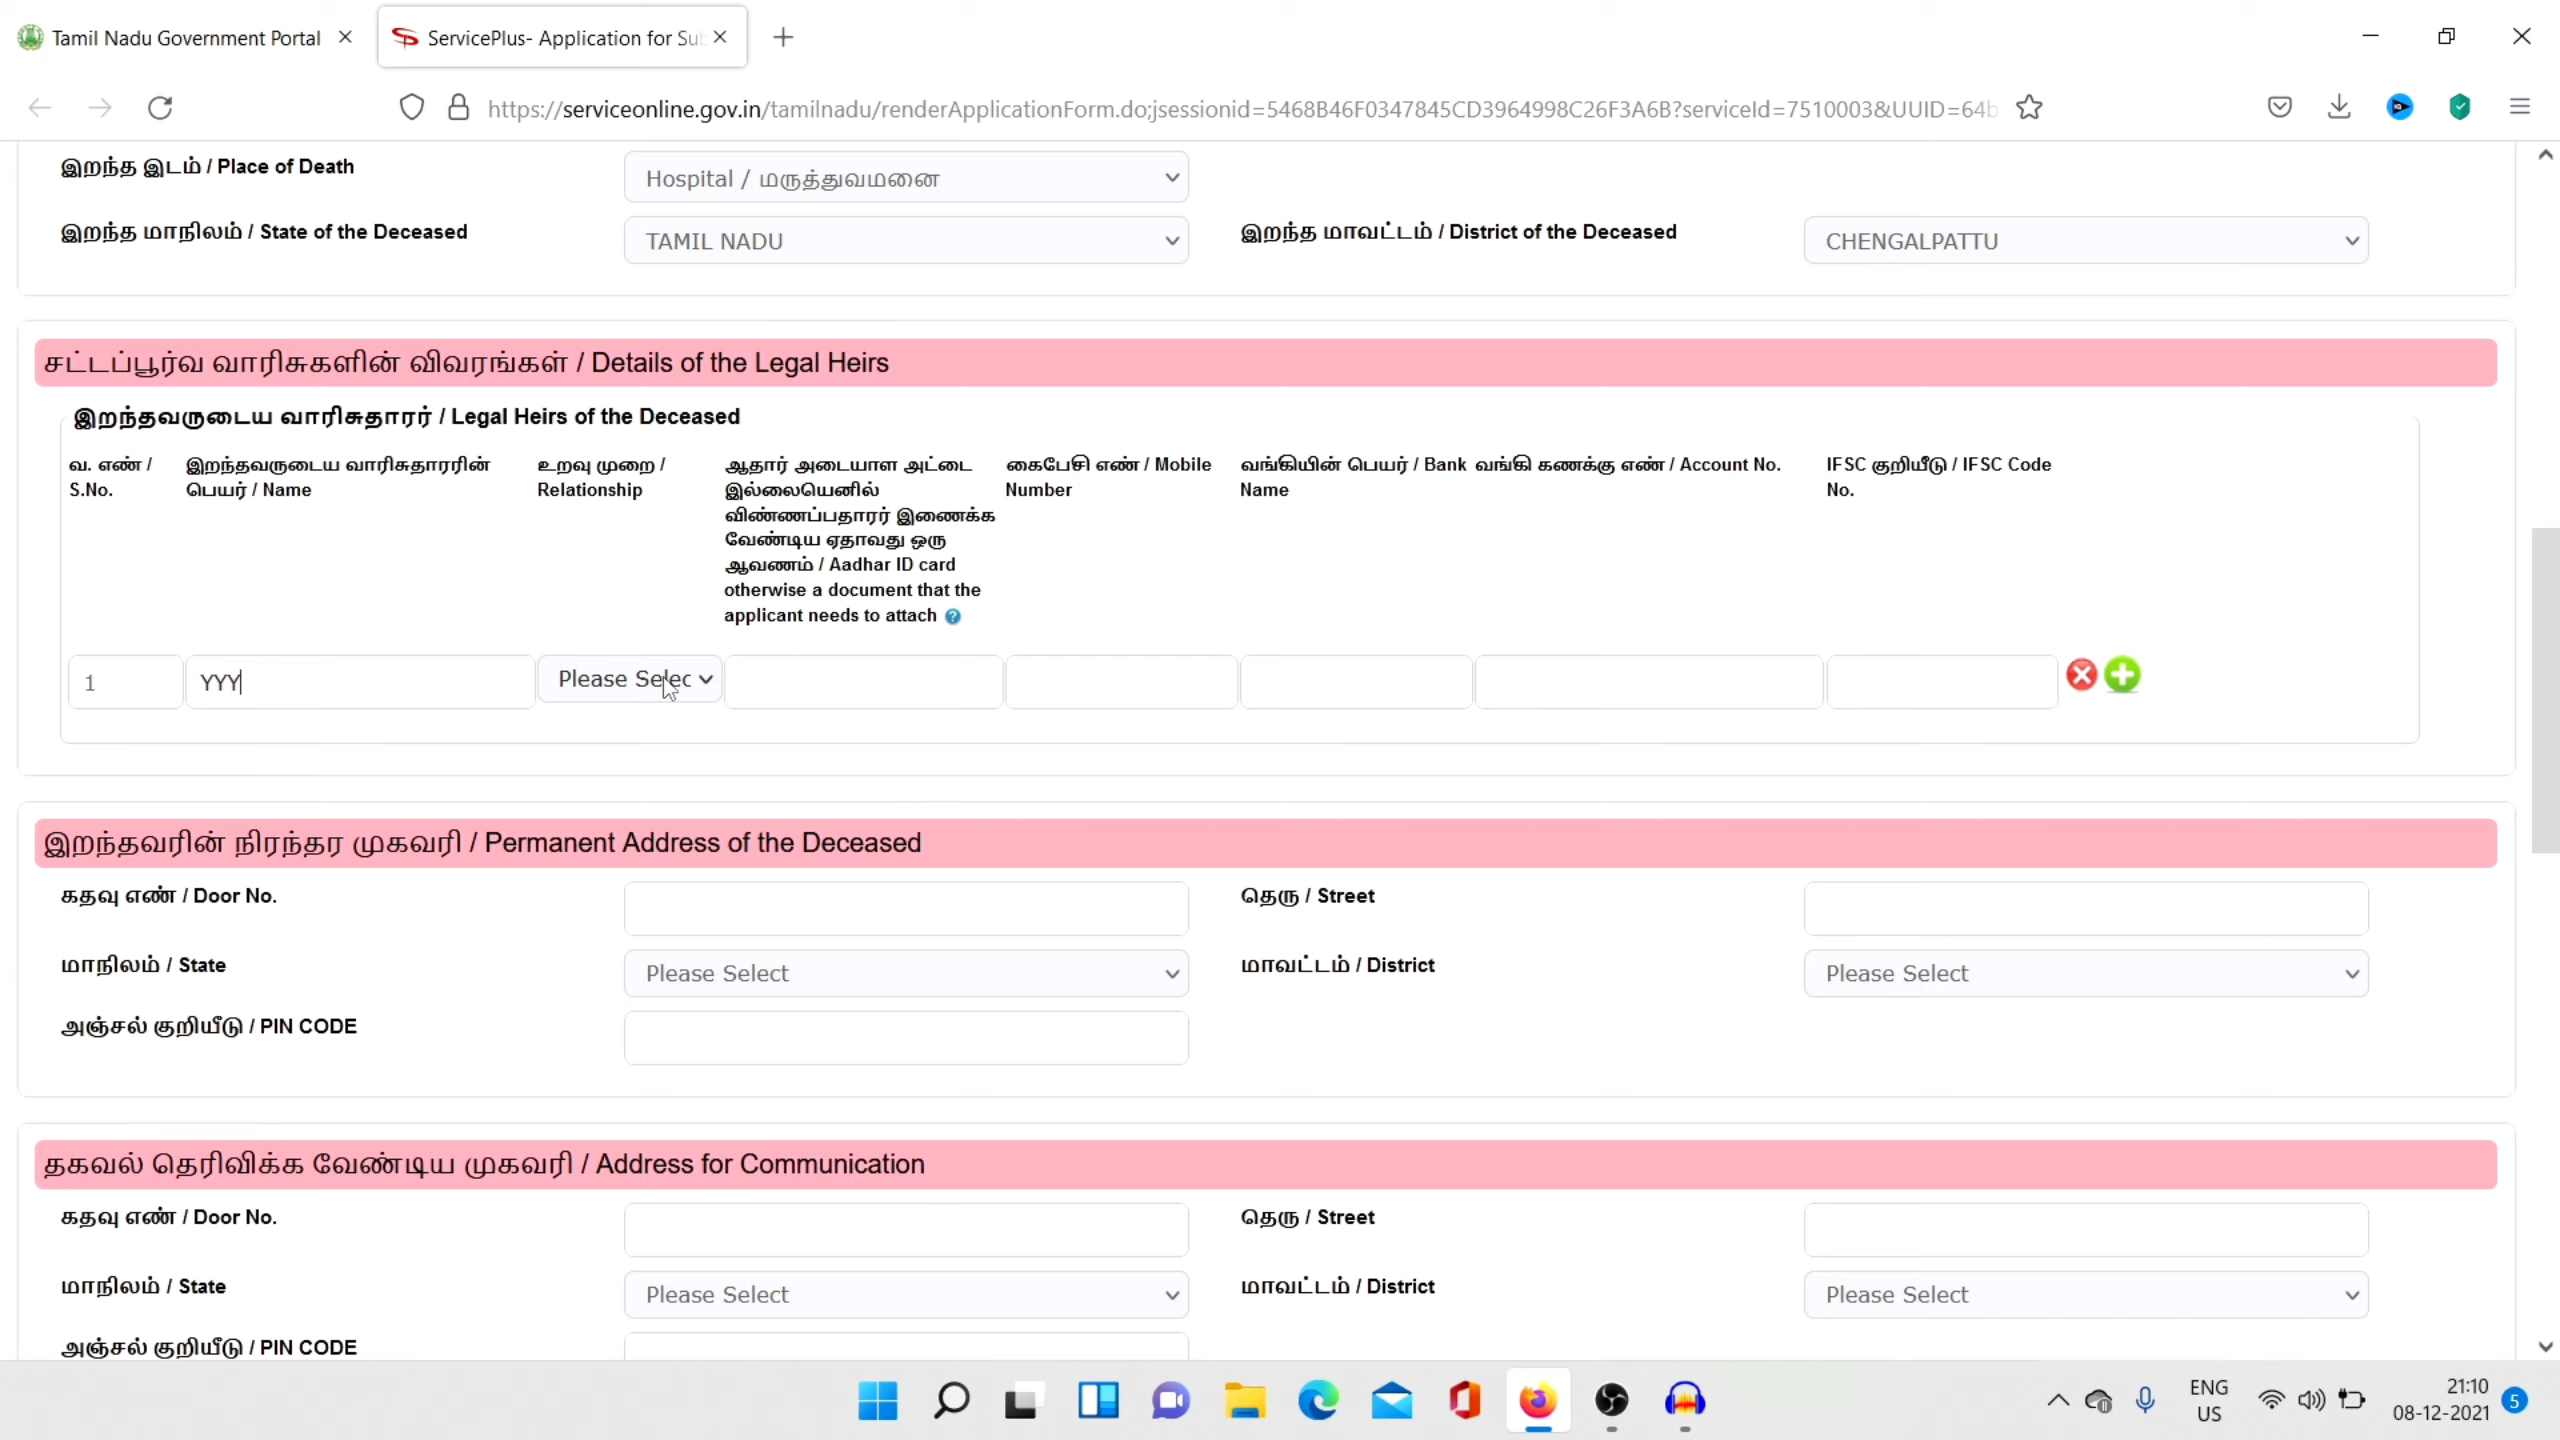 Tamil Nadu Government Portal
ServicePlus- Application for Sub
https://serviceonline.gov.in/tamilnadu/renderApplicationForm.do;jsessionid=5468B46F0347845CD3964998C26F3A6B?serviceId=7510003&UUID=64b
இறந்த இடம் / Place of Death
Hospital / மருத்துவமனை
இறந்த மாநிலம் / State of the Deceased
TAMIL NADU
இறந்த மாவட்டம் / District of the Deceased
CHENGALPATTU
சட்டப்பூர்வ வாரிசுகளின் விவரங்கள் / Details of the Legal Heirs
இறந்தவருடைய வாரிசுதாரர் / Legal Heirs of the Deceased
வ. எண் /
S.No.
இறந்தவருடைய வாரிசுதாரரின்
பெயர் / Name
உறவு முறை /
Relationship
ஆதார் அடையாள அட்டை
இல்லையெனில்
விண்ணப்பதாரர் இணைக்க
வேண்டிய ஏதாவது ஒரு
ஆவணம் / Aadhar ID card
otherwise a document that the
applicant needs to attach ?
கைபேசி எண் / Mobile
Number
வங்கியின் பெயர் / Bank
Name
வங்கி கணக்கு எண் / Account No.
IFSC குறியீடு / IFSC Code
No.
1
YYY
Please Selec
இறந்தவரின் நிரந்தர முகவரி / Permanent Address of the Deceased
கதவு எண் / Door No.
தெரு / Street
மாநிலம் / State
Please Select
மாவட்டம் / District
Please Select
அஞ்சல் குறியீடு / PIN CODE
தகவல் தெரிவிக்க வேண்டிய முகவரி / Address for Communication
கதவு எண் / Door No.
தெரு / Street
மாநிலம் / State
Please Select
மாவட்டம் / District
Please Select
அஞ்சல் குறியீடு / PIN CODE
ENG
US
21:10
08-12-2021
5